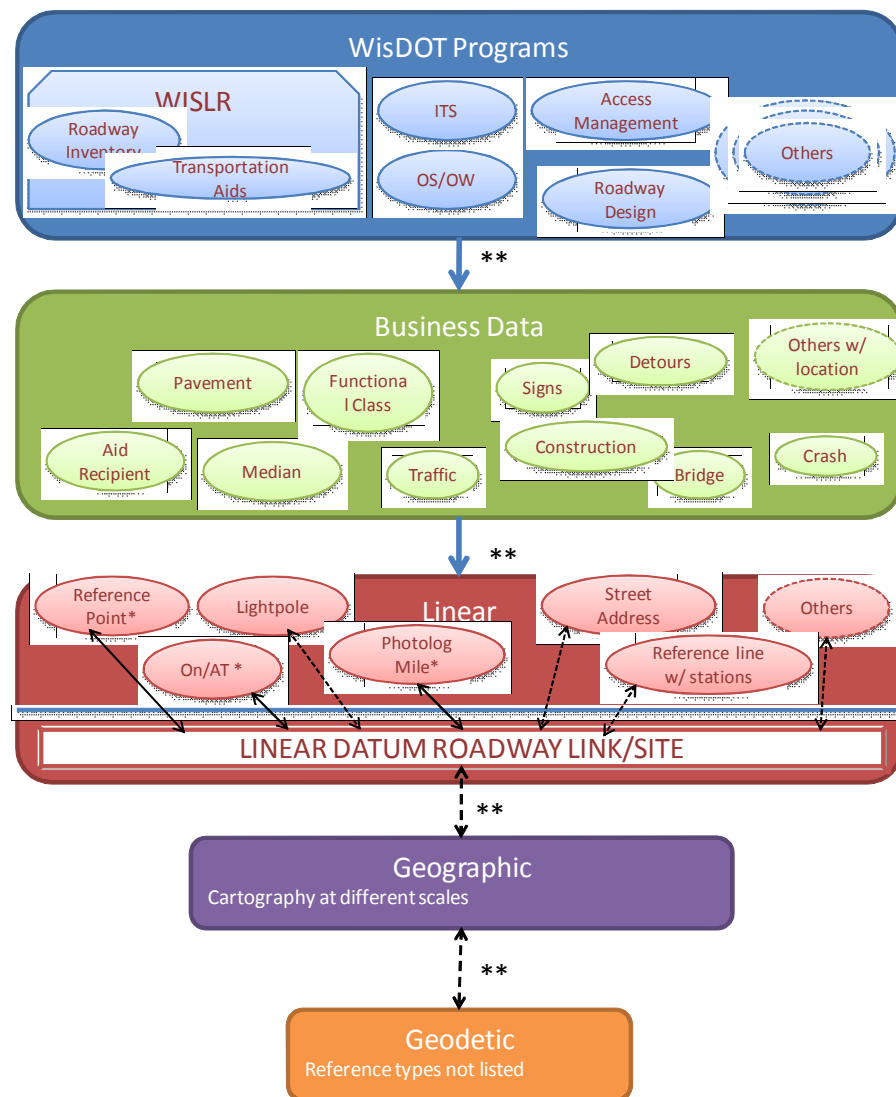 WisDOT Programs
WISLR
Roadway
Inventory
Transportation
Aids
ITS
OS/OW
Access
Management
Roadway
Design
Others
**
Business Data
Pavement
Functiona
l Class
Signs
Detours
Others w/
location
Aid
Recipient
Median
Traffic
Construction
Bridge
Crash
**
Linear
Reference
Point*
Lightpole
On/AT *
Photolog
Mile*
Street
Address
Reference line
w/ stations
Others
LINEAR DATUM ROADWAY LINK/SITE
**
Geographic
Cartography at different scales
**
Geodetic
Reference types not listed